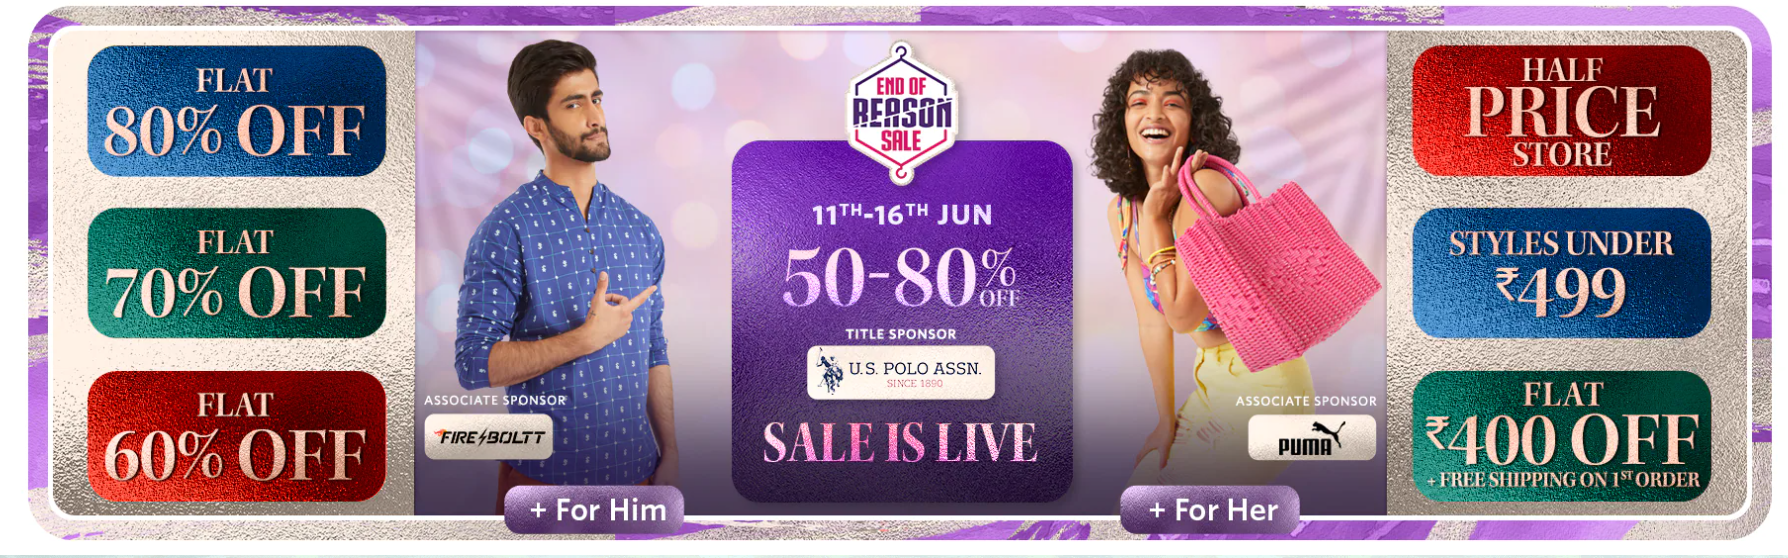 FLAT
80% OFF
FLAT
70% OFF
FLAT
60% OFF
ASSOCIATE SPONSOR
FIRE BOLTT
+ For Him
END OF
REASON
SALE
11TH-16TH JUN
50-80% OFF
TITLE SPONSOR
U.S. POLO ASSN.
SINCE 1890
SALE IS LIVE
ASSOCIATE SPONSOR
PUMA
+ For Her
HALF
PRICE
STORE
STYLES UNDER
₹499
FLAT
₹400 OFF
+ FREE SHIPPING ON 1ST ORDER